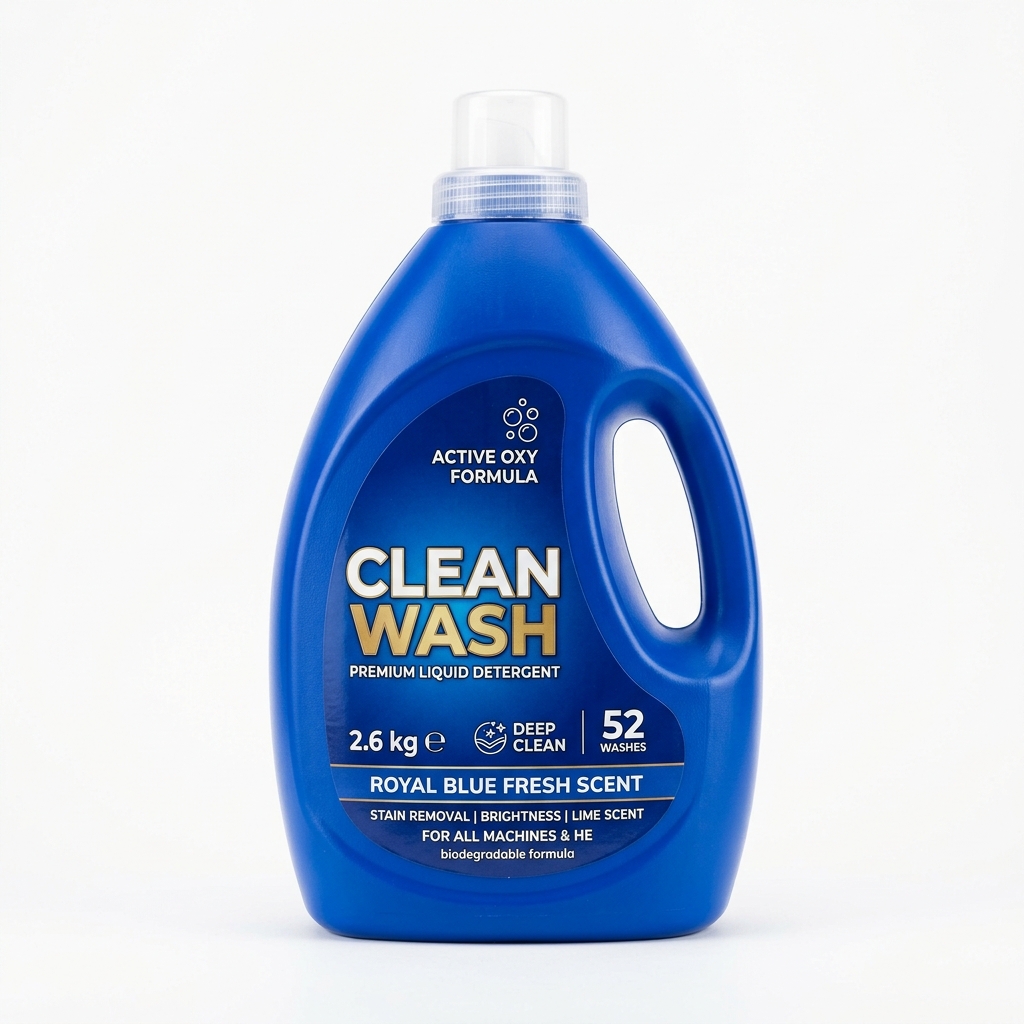 ACTIVE OXY
FORMULA
CLEAN
WASH
PREMIUM LIQUID DETERGENT
2.6 kg ℮
DEEP
CLEAN
52
WASHES
ROYAL BLUE FRESH SCENT
STAIN REMOVAL | BRIGHTNESS | LIME SCENT
FOR ALL MACHINES & HE
biodegradable formula